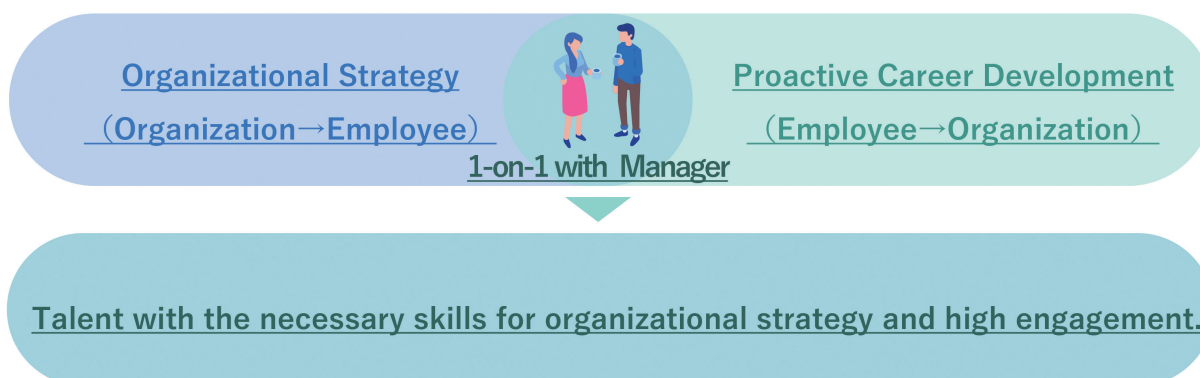 Organizational Strategy
（Organization→Employee）
Proactive Career Development
（Employee→Organization）
1-on-1 with Manager
Talent with the necessary skills for organizational strategy and high engagement.